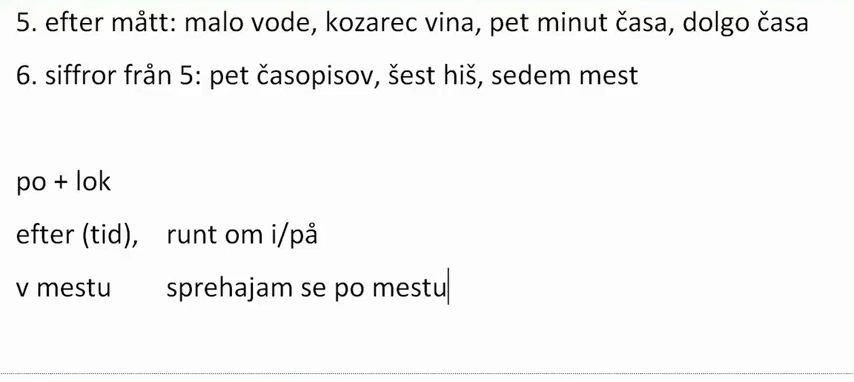 5. efter mått: malo vode, kozarec vina, pet minut časa, dolgo časa
6. siffror från 5: pet časopisov, šest hiš, sedem mest
po + lok
efter (tid), runt om i/på
v mestu sprehajam se po mestu